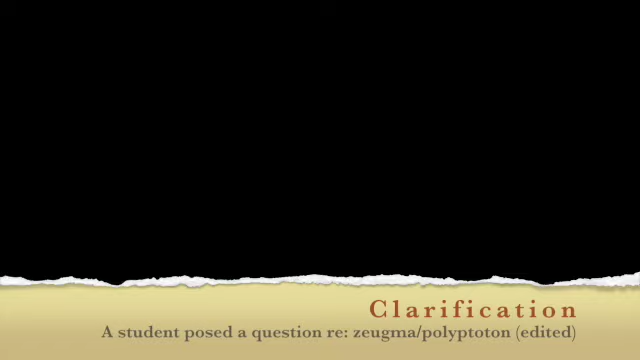 Clarification
A student posed a question re: zeugma/polyptoton (edited)